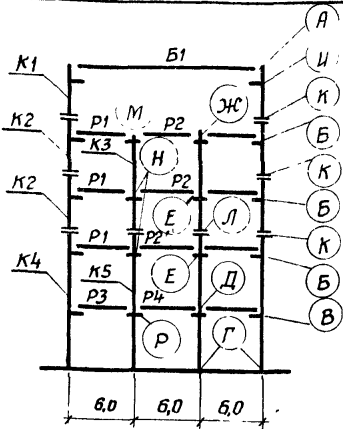 А
Б1
К1
И
Ж
К
М
К2
Р1
Р2
Б
К3
Н
К
Р1
Р2
К2
Е
Л
Б
Р1
Р2
К
К4
К5
Е
Д
Б
Р3
Р4
В
Р
Г
6,0
6,0
6,0